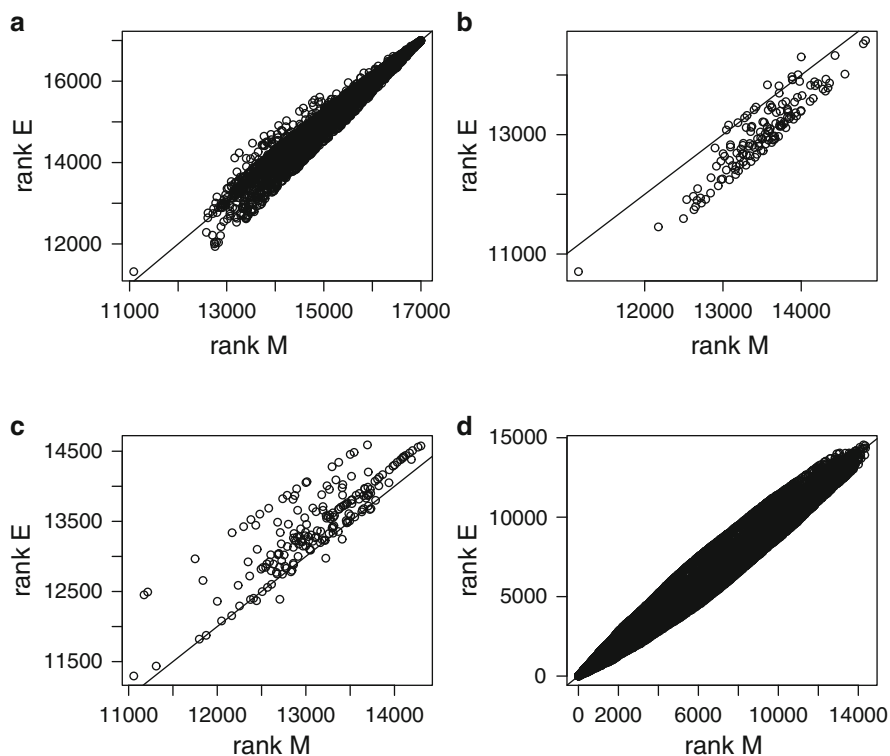 a
16000
14000
12000
rank E
11000 13000 15000 17000
rank M
b
13000
11000
rank E
12000 13000 14000
rank M
c
14500
13500
12500
11500
rank E
11000 12000 13000 14000
rank M
d
15000
10000
5000
0
rank E
0 2000 6000 10000 14000
rank M